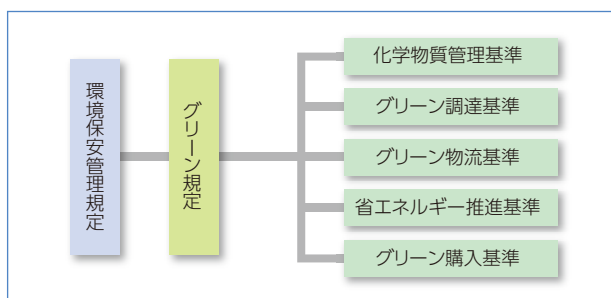 環境保安管理規定
グリーン規定
化学物質管理基準
グリーン調達基準
グリーン物流基準
省エネルギー推進基準
グリーン購入基準